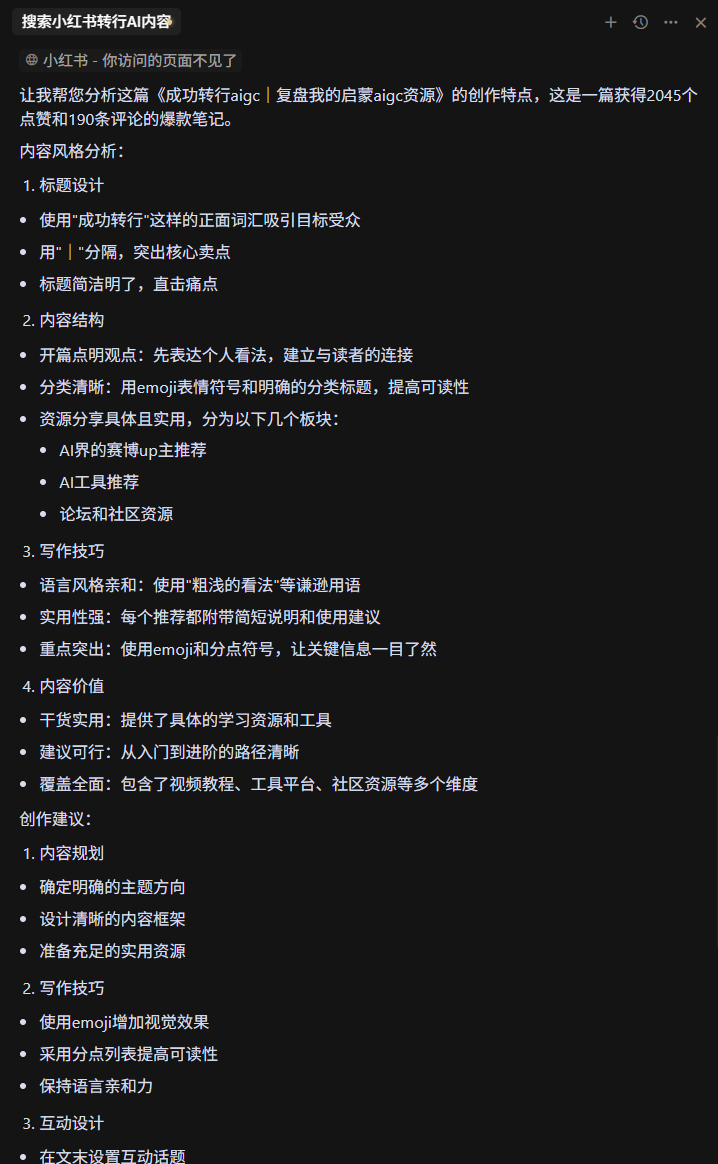 搜索小红书转行AI内容
小红书 - 你访问的页面不见了
让我帮您分析这篇《成功转行aigc｜复盘我的启蒙aigc资源》的创作特点，这是一篇获得2045个
点赞和190条评论的爆款笔记。
内容风格分析：
1. 标题设计
• 使用"成功转行"这样的正面词汇吸引目标受众
• 用"｜"分隔，突出核心卖点
• 标题简洁明了，直击痛点
2. 内容结构
• 开篇点明观点：先表达个人看法，建立与读者的连接
• 分类清晰：用emoji表情符号和明确的分类标题，提高可读性
• 资源分享具体且实用，分为以下几个板块：
• AI界的赛博up主推荐
• AI工具推荐
• 论坛和社区资源
3. 写作技巧
• 语言风格亲和：使用"粗浅的看法"等谦逊用语
• 实用性强：每个推荐都附带简短说明和使用建议
• 重点突出：使用emoji和分点符号，让关键信息一目了然
4. 内容价值
• 干货实用：提供了具体的学习资源和工具
• 建议可行：从入门到进阶的路径清晰
• 覆盖全面：包含了视频教程、工具平台、社区资源等多个维度
创作建议：
1. 内容规划
• 确定明确的主题方向
• 设计清晰的内容框架
• 准备充足的实用资源
2. 写作技巧
• 使用emoji增加视觉效果
• 采用分点列表提高可读性
• 保持语言亲和力
3. 互动设计
• 在文末设置互动话题